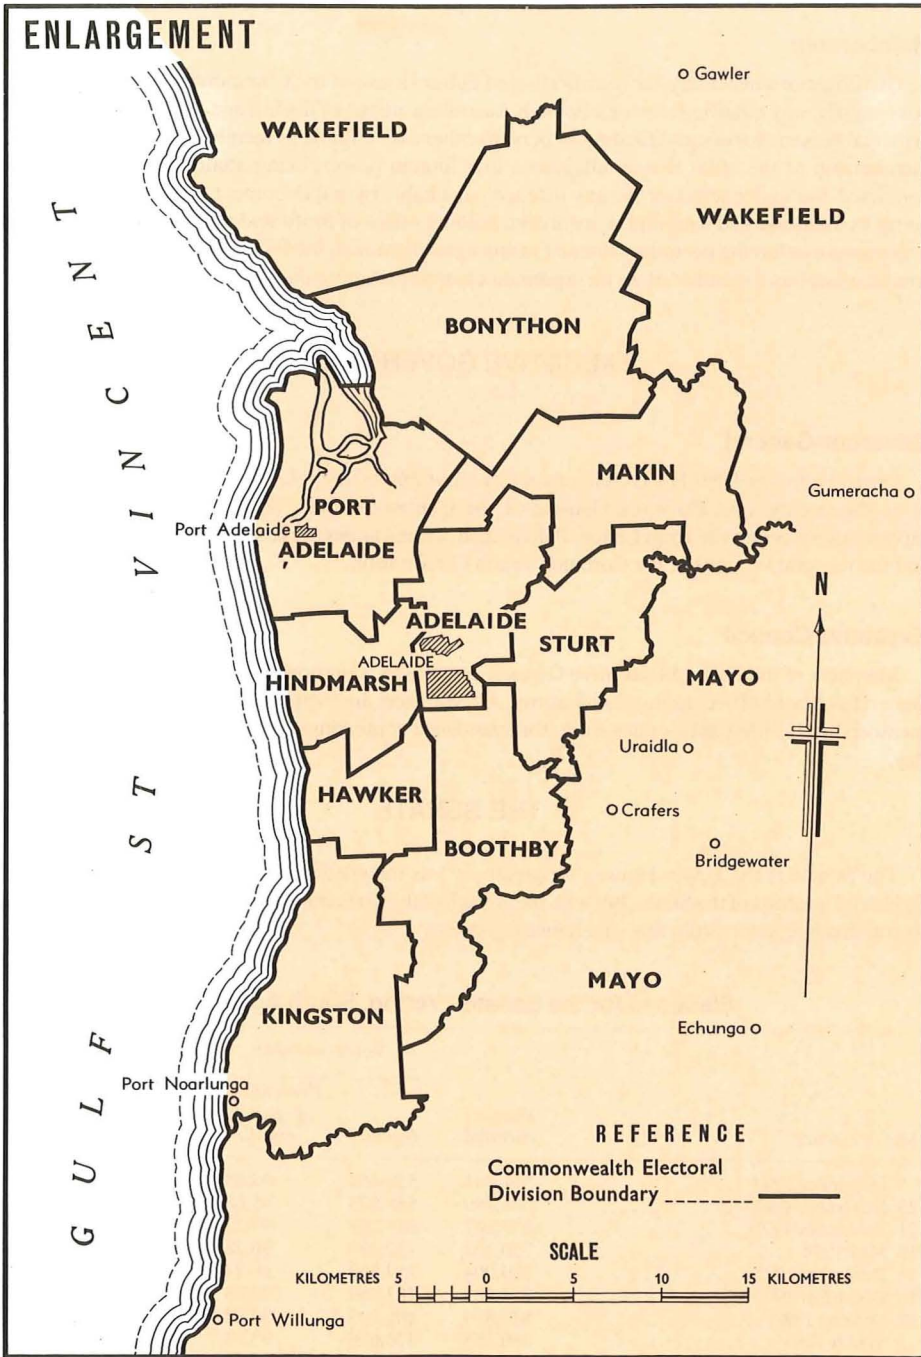 ENLARGEMENT
Gawler
WAKEFIELD
WAKEFIELD
BONYTHON
MAKIN
Gumeracha
PORT
ADELAIDE
Port Adelaide
N
ADELAIDE
STURT
ADELAIDE
HINDMARSH
MAYO
Uraidla
HAWKER
Crafers
BOOTHBY
Bridgewater
MAYO
KINGSTON
Echunga
Port Noarlunga
GULF ST VINCENT
REFERENCE
Commonwealth Electoral
Division Boundary
SCALE
KILOMETRES 5 0 5 10 15 KILOMETRES
Port Willunga